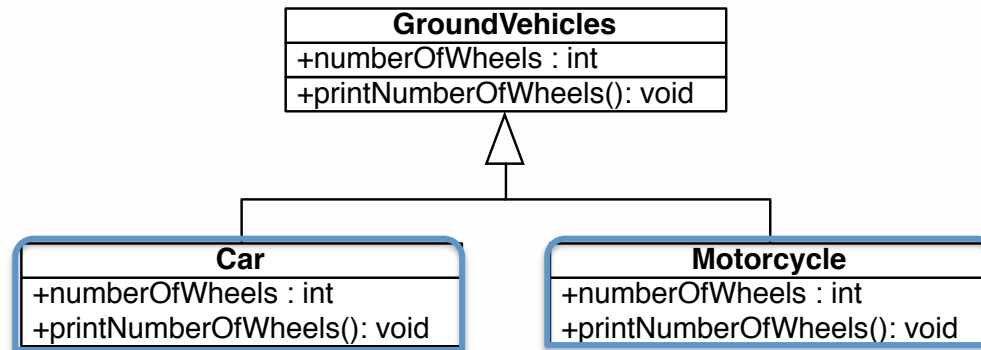 GroundVehicles
+numberOfWheels : int
+printNumberOfWheels(): void
Car
+numberOfWheels : int
+printNumberOfWheels(): void
Motorcycle
+numberOfWheels : int
+printNumberOfWheels(): void